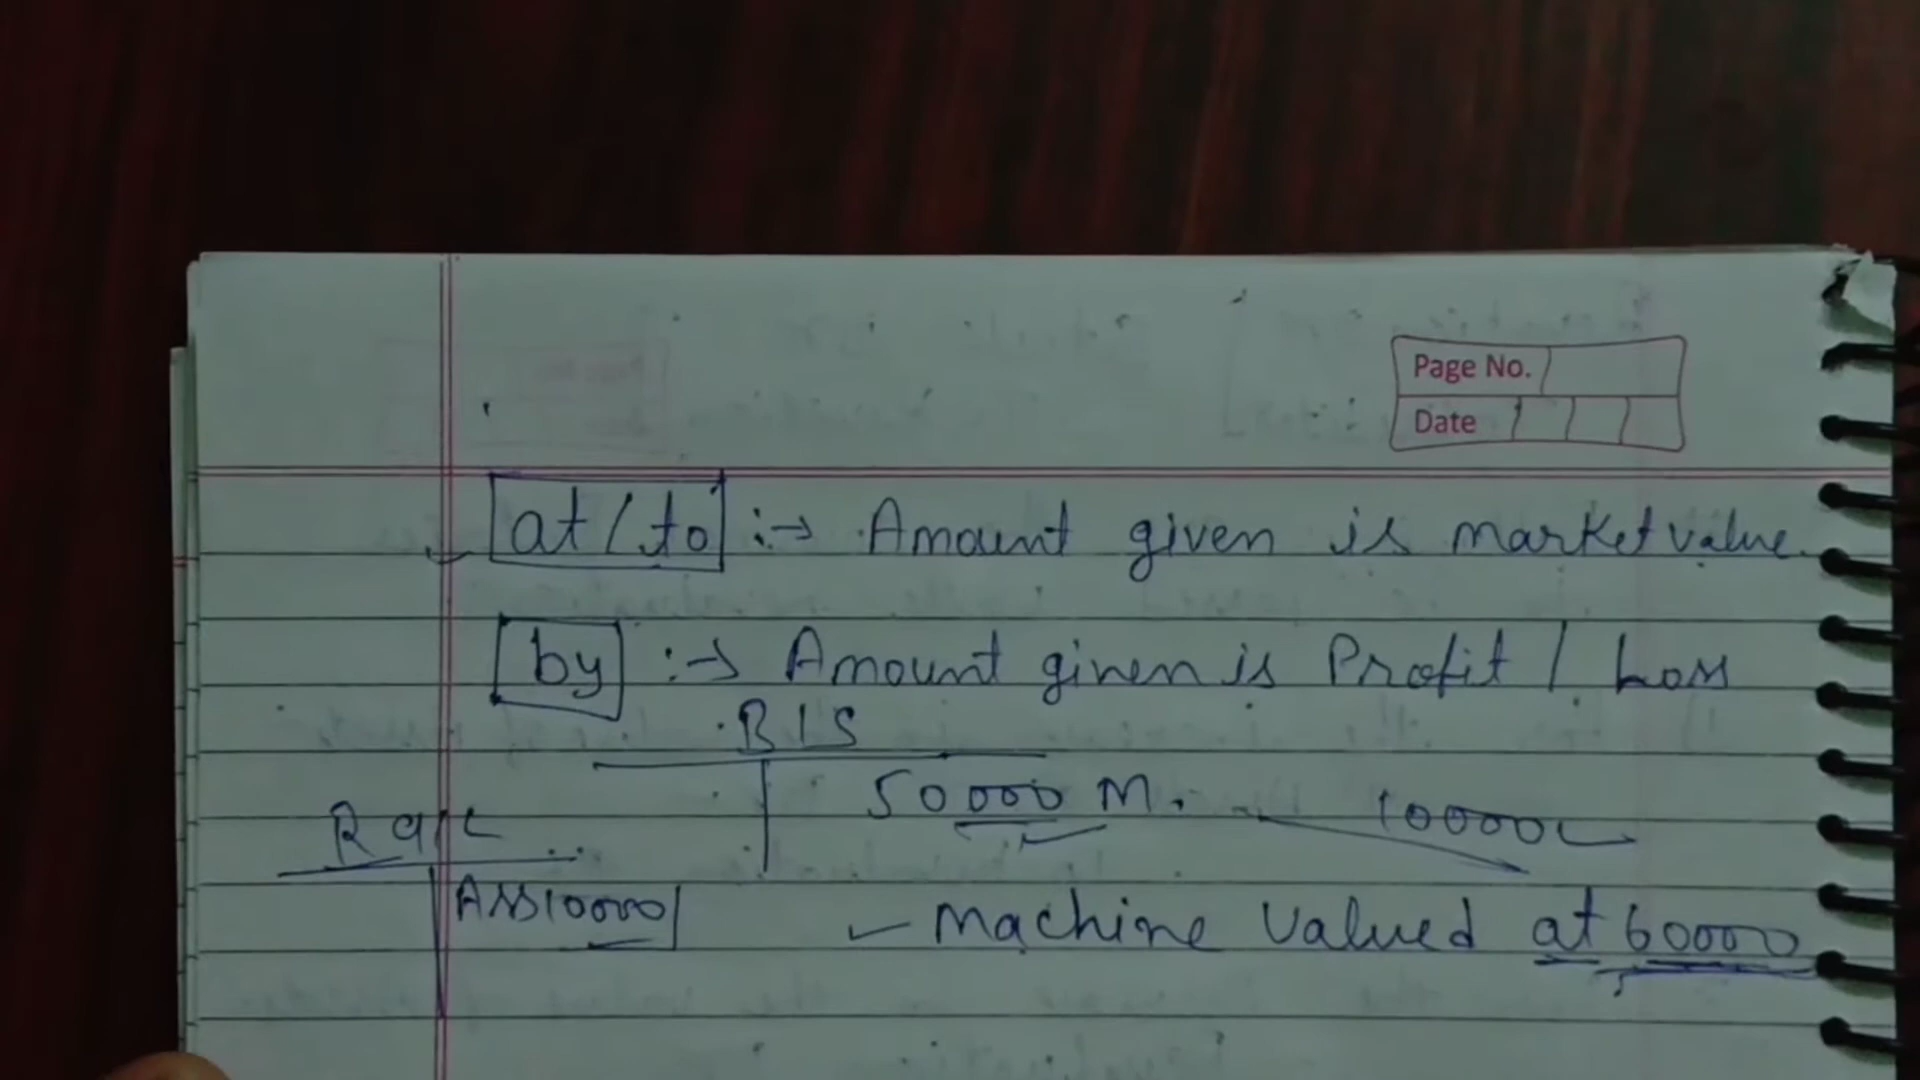 Page No.
Date
at / to :→ Amount given is market value.
by :→ Amount given is Profit / Loss
B/S
50000 M. 10000
R a/c
Ass 10000
Machine Valued at 60000